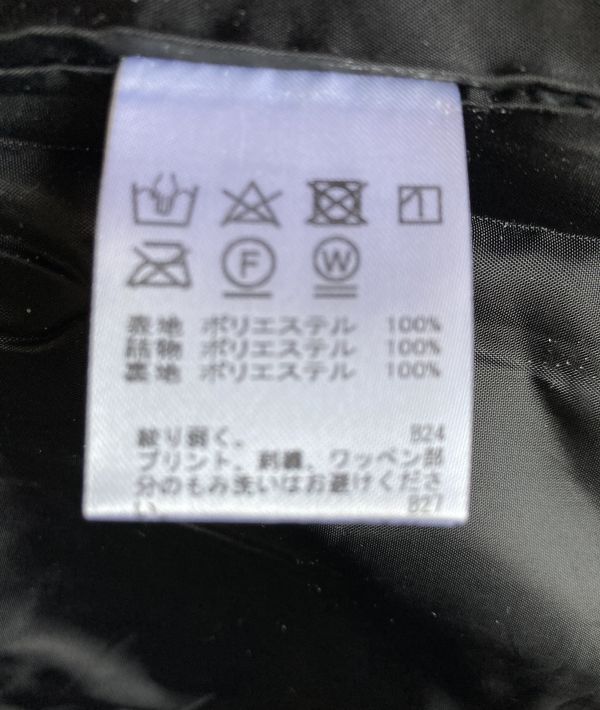 F W
表地 ポリエステル 100%
詰物 ポリエステル 100%
裏地 ポリエステル 100%
絞り弱く。 B24
プリント、刺繍、ワッペン部
分のもみ洗いはお避けくださ
い。 B27